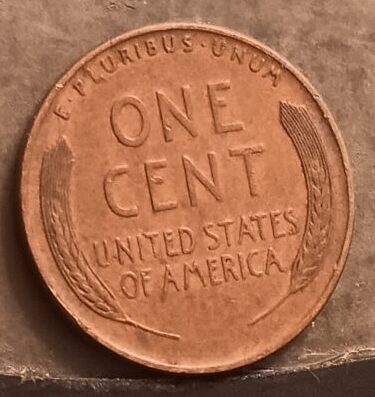 E·PLURIBUS·UNUM
ONE
CENT
UNITED STATES
OF AMERICA